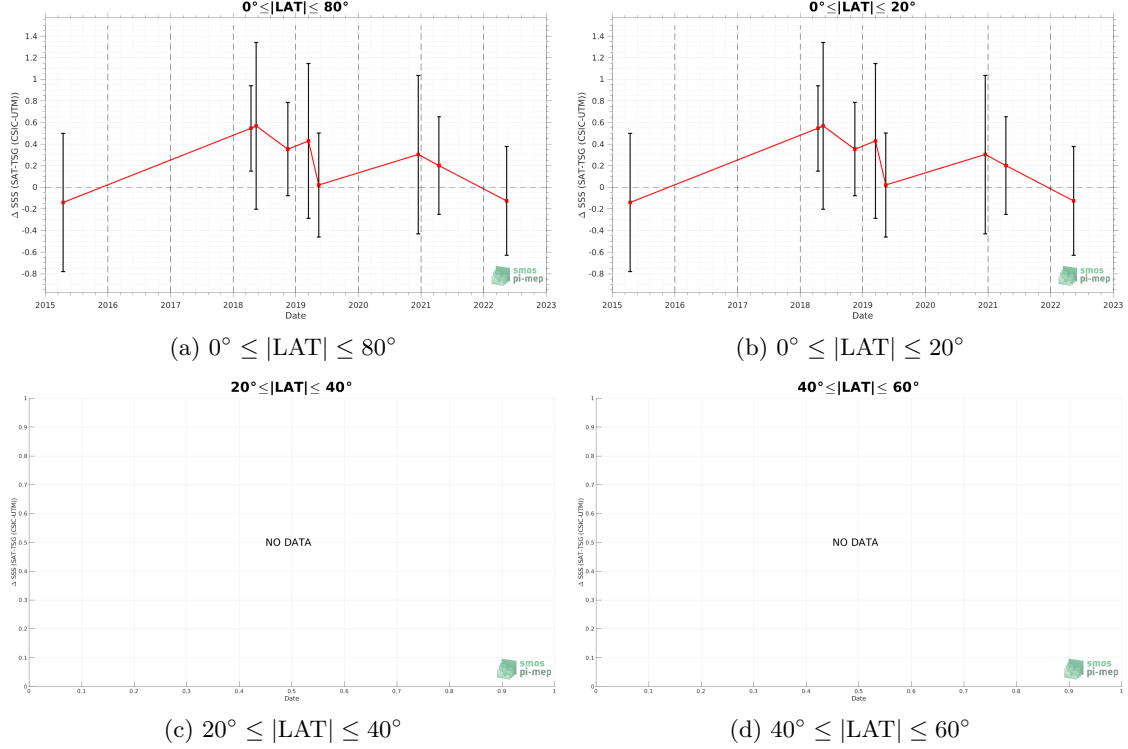 0°≤|LAT|≤ 80°
Δ SSS (SAT-TSG (CSIC-UTM))
1.4
1.2
1
0.8
0.6
0.4
0.2
0
-0.2
-0.4
-0.6
-0.8
2015 2016 2017 2018 2019 2020 2021 2022 2023
Date
smos
pi-mep
(a) 0° ≤ |LAT| ≤ 80°
0°≤|LAT|≤ 20°
Δ SSS (SAT-TSG (CSIC-UTM))
1.4
1.2
1
0.8
0.6
0.4
0.2
0
-0.2
-0.4
-0.6
-0.8
2015 2016 2017 2018 2019 2020 2021 2022 2023
Date
smos
pi-mep
(b) 0° ≤ |LAT| ≤ 20°
20°≤|LAT|≤ 40°
Δ SSS (SAT-TSG (CSIC-UTM))
1
0.9
0.8
0.7
0.6
0.5
0.4
0.3
0.2
0.1
0
NO DATA
0 0.1 0.2 0.3 0.4 0.5 0.6 0.7 0.8 0.9 1
Date
smos
pi-mep
(c) 20° ≤ |LAT| ≤ 40°
40°≤|LAT|≤ 60°
Δ SSS (SAT-TSG (CSIC-UTM))
1
0.9
0.8
0.7
0.6
0.5
0.4
0.3
0.2
0.1
0
NO DATA
0 0.1 0.2 0.3 0.4 0.5 0.6 0.7 0.8 0.9 1
Date
smos
pi-mep
(d) 40° ≤ |LAT| ≤ 60°